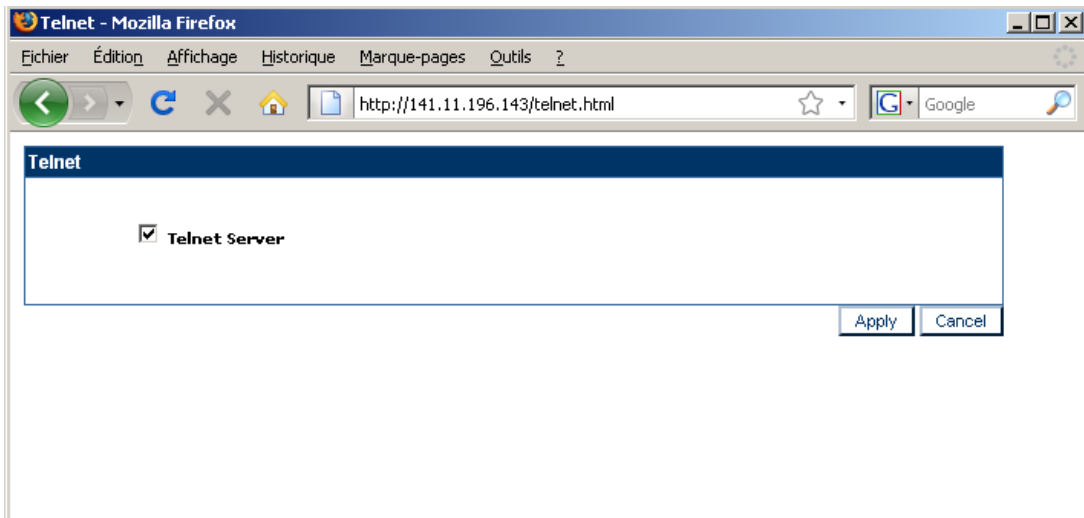 Telnet - Mozilla Firefox
Fichier Édition Affichage Historique Marque-pages Outils ?
http://141.11.196.143/telnet.html G Google
Telnet
Telnet Server
Apply Cancel